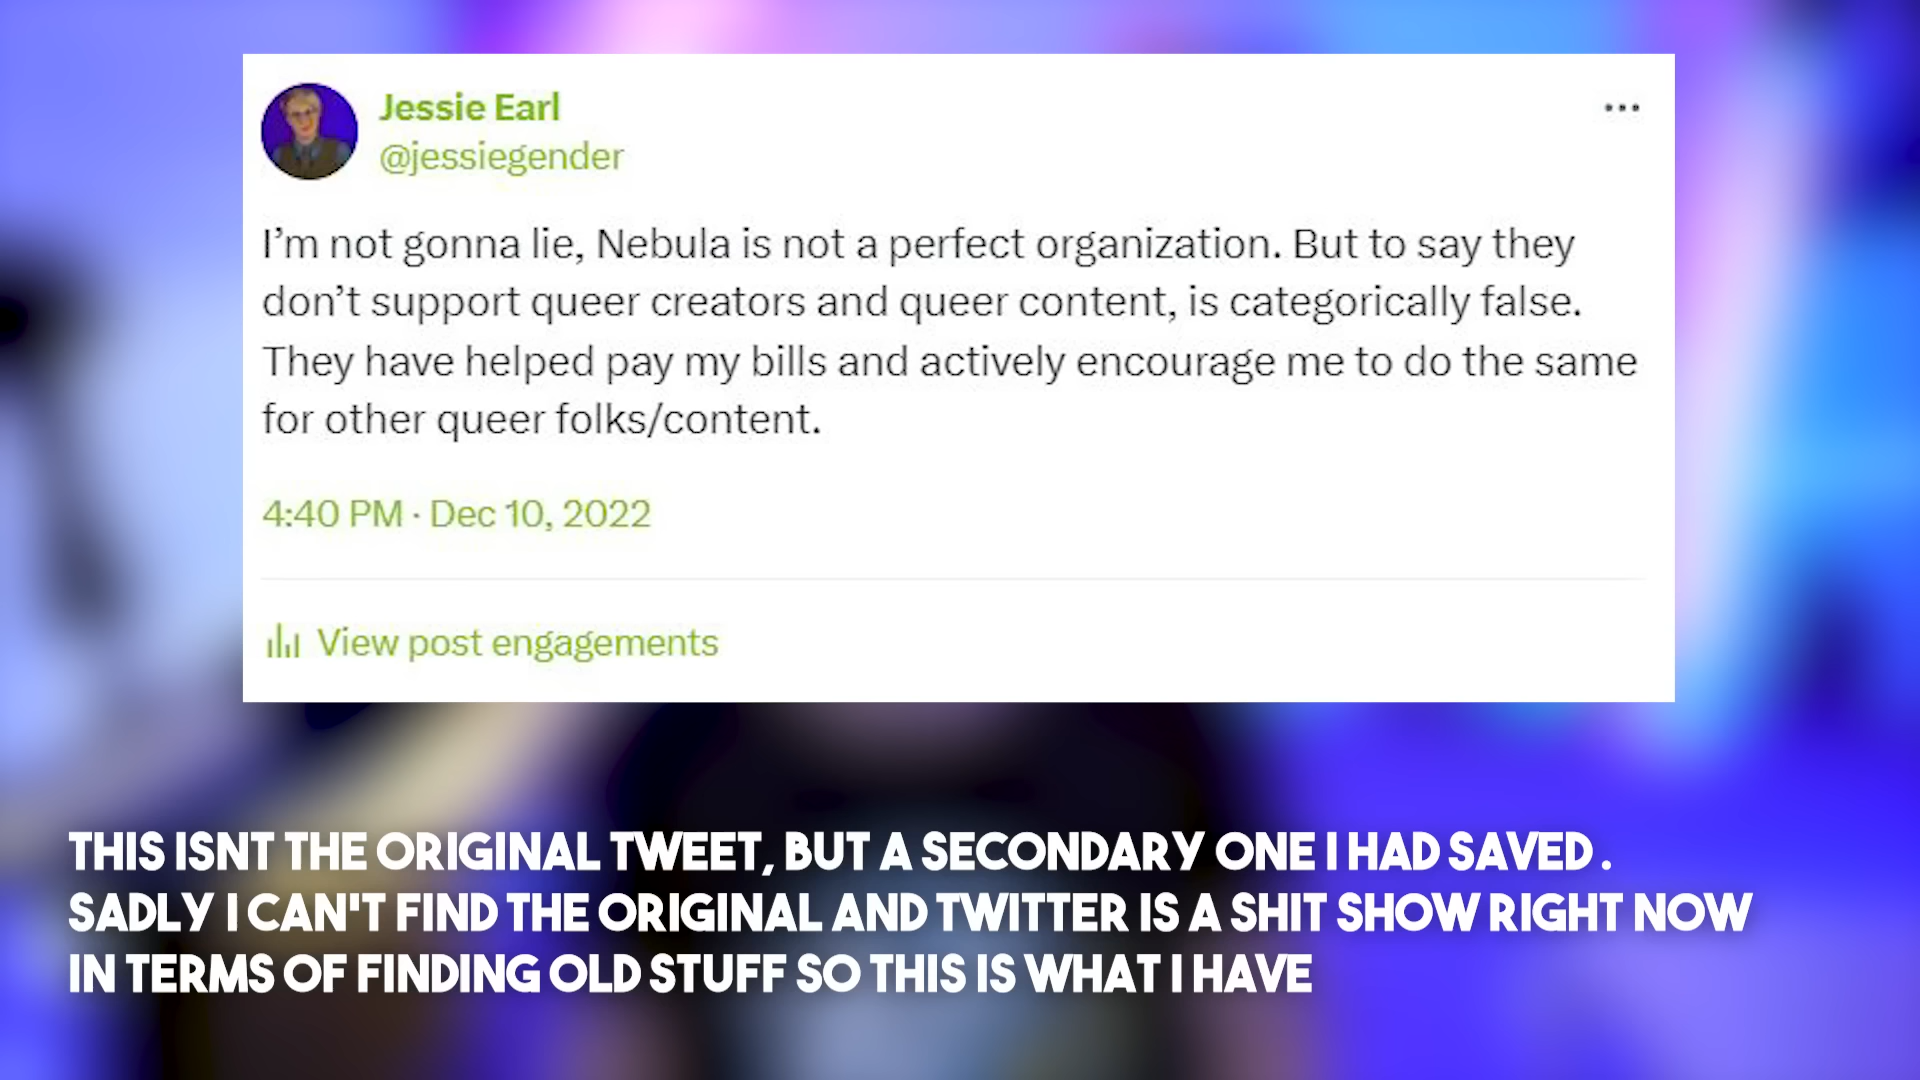 Jessie Earl
@jessiegender
I'm not gonna lie, Nebula is not a perfect organization. But to say they
don't support queer creators and queer content, is categorically false.
They have helped pay my bills and actively encourage me to do the same
for other queer folks/content.
4:40 PM · Dec 10, 2022
View post engagements
THIS ISNT THE ORIGINAL TWEET, BUT A SECONDARY ONE I HAD SAVED.
SADLY I CAN'T FIND THE ORIGINAL AND TWITTER IS A SHIT SHOW RIGHT NOW
IN TERMS OF FINDING OLD STUFF SO THIS IS WHAT I HAVE